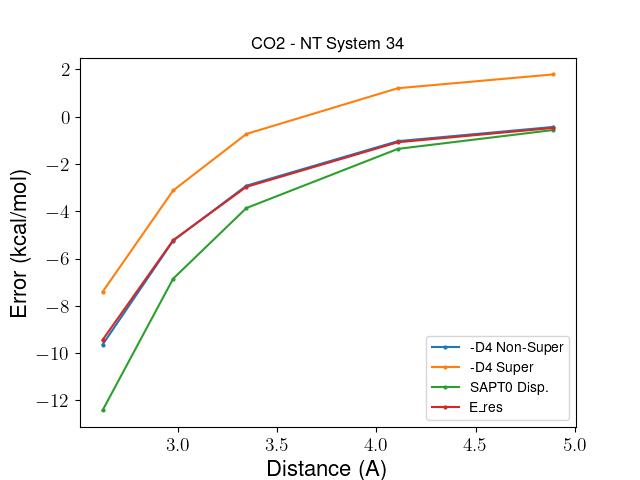 CO2 - NT System 34
Error (kcal/mol)
2
0
−2
−4
−6
−8
−10
−12
3.0
3.5
4.0
4.5
5.0
Distance (A)
-D4 Non-Super
-D4 Super
SAPT0 Disp.
E_res